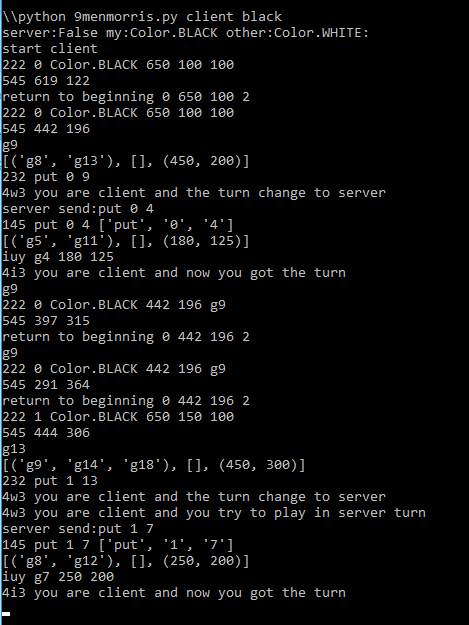 \\python 9menmorris.py client black
server:False my:Color.BLACK other:Color.WHITE:
start client
222 0 Color.BLACK 650 100 100
545 619 122
return to beginning 0 650 100 2
222 0 Color.BLACK 650 100 100
545 442 196
g9
[('g8', 'g13'), [], (450, 200)]
232 put 0 9
4w3 you are client and the turn change to server
server send:put 0 4
145 put 0 4 ['put', '0', '4']
[('g5', 'g11'), [], (180, 125)]
iuy g4 180 125
4i3 you are client and now you got the turn
g9
222 0 Color.BLACK 442 196 g9
545 397 315
return to beginning 0 442 196 2
g9
222 0 Color.BLACK 442 196 g9
545 291 364
return to beginning 0 442 196 2
222 1 Color.BLACK 650 150 100
545 444 306
g13
[('g9', 'g14', 'g18'), [], (450, 300)]
232 put 1 13
4w3 you are client and the turn change to server
4w3 you are client and you try to play in server turn
server send:put 1 7
145 put 1 7 ['put', '1', '7']
[('g8', 'g12'), [], (250, 200)]
iuy g7 250 200
4i3 you are client and now you got the turn